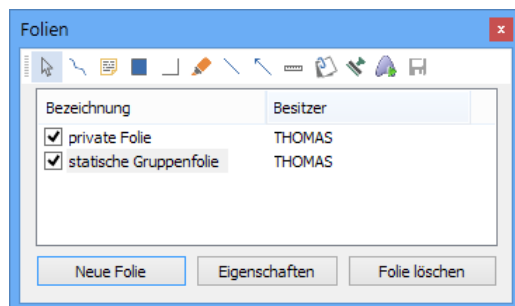 Folien
Bezeichnung Besitzer
private Folie THOMAS
statische Gruppenfolie THOMAS
Neue Folie Eigenschaften Folie löschen